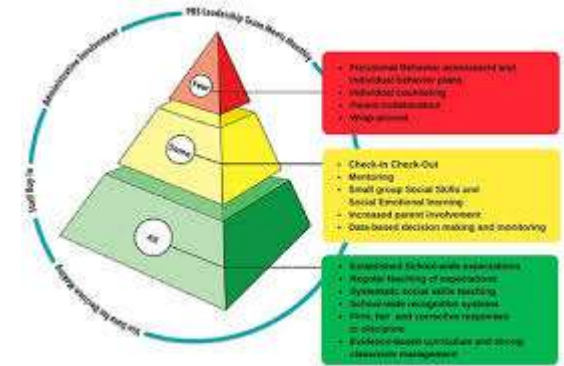 PBS Leadership Team Meets Monthly
Administrative Involvement
Staff Buy-In
Use Data for Decision Making
Few
Some
All
• Functional Behavior assessment and
individual behavior plans
• Individual counseling
• Parent collaboration
• Wrap-around
• Check-in Check-Out
• Mentoring
• Small group Social Skills and
Social Emotional learning
• Increased parent involvement
• Data-based decision making and monitoring
• Established School-wide expectations
• Regular teaching of expectations
• Systematic social skills teaching
• School-wide recognition systems
• Firm, fair and corrective responses
to discipline
• Evidence-Based curriculum and strong
classroom management